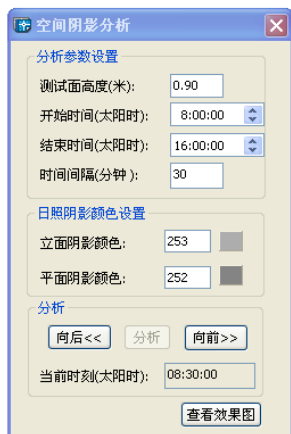 空间阴影分析
分析参数设置
测试面高度(米): 0.90
开始时间(太阳时): 8:00:00
结束时间(太阳时): 16:00:00
时间间隔(分钟 ): 30
日照阴影颜色设置
立面阴影颜色: 253
平面阴影颜色: 252
分析
向后<< 分析 向前>>
当前时刻(太阳时): 08:30:00
查看效果图